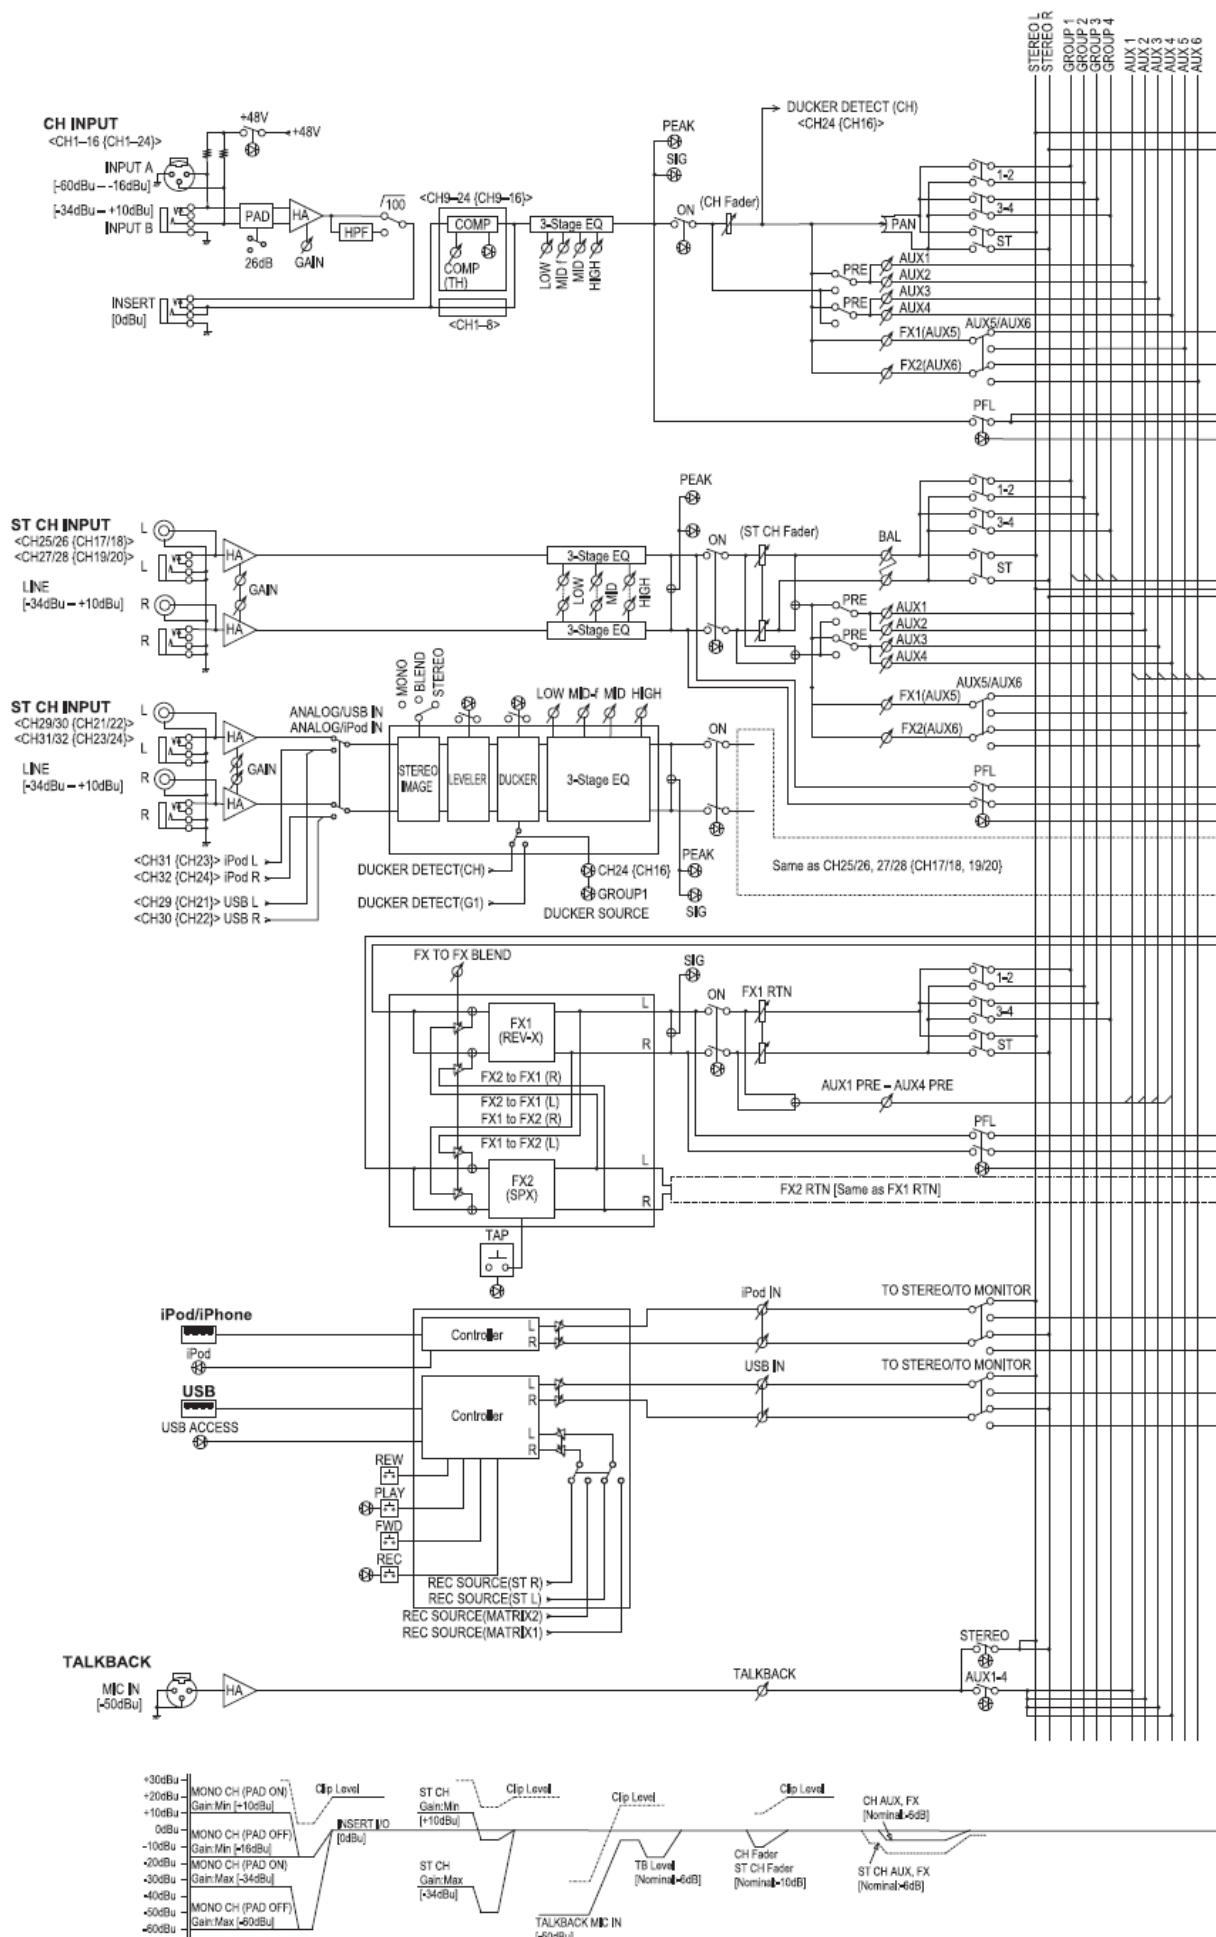 STEREO L
STEREO R
GROUP 1
GROUP 2
GROUP 3
GROUP 4
AUX 1
AUX 2
AUX 3
AUX 4
AUX 5
AUX 6
CH INPUT
<CH1–16 {CH1–24}>
+48V
+48V
INPUT A
[-60dBu – -16dBu]
[-34dBu – +10dBu]
INPUT B
PAD
26dB
HA
GAIN
/100
HPF
INSERT
[0dBu]
<CH9–24 {CH9–16}>
COMP
COMP
(TH)
<CH1–8>
3-Stage EQ
LOW
MID f
MID
HIGH
PEAK
SIG
ON
(CH Fader)
DUCKER DETECT (CH)
<CH24 {CH16}>
PAN
1-2
3-4
ST
PRE
PRE
AUX1
AUX2
AUX3
AUX4
FX1(AUX5)
AUX5/AUX6
FX2(AUX6)
PFL
ST CH INPUT
<CH25/26 {CH17/18}>
<CH27/28 {CH19/20}>
LINE
[-34dBu – +10dBu]
L
L
R
R
HA
HA
GAIN
3-Stage EQ
LOW
MID
HIGH
3-Stage EQ
PEAK
ON
(ST CH Fader)
BAL
1-2
3-4
ST
PRE
PRE
AUX1
AUX2
AUX3
AUX4
AUX5/AUX6
FX1(AUX5)
FX2(AUX6)
PFL
ST CH INPUT
<CH29/30 {CH21/22}>
<CH31/32 {CH23/24}>
LINE
[-34dBu – +10dBu]
L
L
R
R
HA
HA
GAIN
ANALOG/USB IN
ANALOG/iPod IN
MONO
BLEND
STEREO
STEREO
IMAGE
LEVELER
DUCKER
LOW MID-f MID HIGH
3-Stage EQ
ON
PEAK
SIG
<CH31 {CH23}> iPod L
<CH32 {CH24}> iPod R
<CH29 {CH21}> USB L
<CH30 {CH22}> USB R
DUCKER DETECT(CH)
DUCKER DETECT(G1)
CH24 {CH16}
GROUP1
DUCKER SOURCE
Same as CH25/26, 27/28 {CH17/18, 19/20}
FX TO FX BLEND
FX1
(REV-X)
FX2 to FX1 (R)
FX2 to FX1 (L)
FX1 to FX2 (R)
FX1 to FX2 (L)
FX2
(SPX)
TAP
L
R
L
R
SIG
ON
FX1 RTN
1-2
3-4
ST
AUX1 PRE – AUX4 PRE
PFL
FX2 RTN [Same as FX1 RTN]
iPod/iPhone
iPod
Controller
L
R
iPod IN
TO STEREO/TO MONITOR
USB
USB ACCESS
Controller
L
R
L
R
USB IN
TO STEREO/TO MONITOR
REW
PLAY
FWD
REC
REC SOURCE(ST R)
REC SOURCE(ST L)
REC SOURCE(MATRIX2)
REC SOURCE(MATRIX1)
TALKBACK
MIC IN
[-50dBu]
HA
TALKBACK
STEREO
AUX1-4
+30dBu
+20dBu
+10dBu
0dBu
-10dBu
-20dBu
-30dBu
-40dBu
-50dBu
-60dBu
MONO CH (PAD ON)
Gain:Min [+10dBu]
MONO CH (PAD OFF)
Gain:Min [-16dBu]
MONO CH (PAD ON)
Gain:Max [-34dBu]
MONO CH (PAD OFF)
Gain:Max [-60dBu]
Clip Level
INSERT I/O
[0dBu]
ST CH
Gain:Min
[+10dBu]
ST CH
Gain:Max
[-34dBu]
Clip Level
Clip Level
TALKBACK MIC IN
[-50dBu]
TB Level
[Nominal:-6dB]
Clip Level
CH Fader
ST CH Fader
[Nominal:-10dB]
CH AUX, FX
[Nominal:-6dB]
ST CH AUX, FX
[Nominal:-6dB]